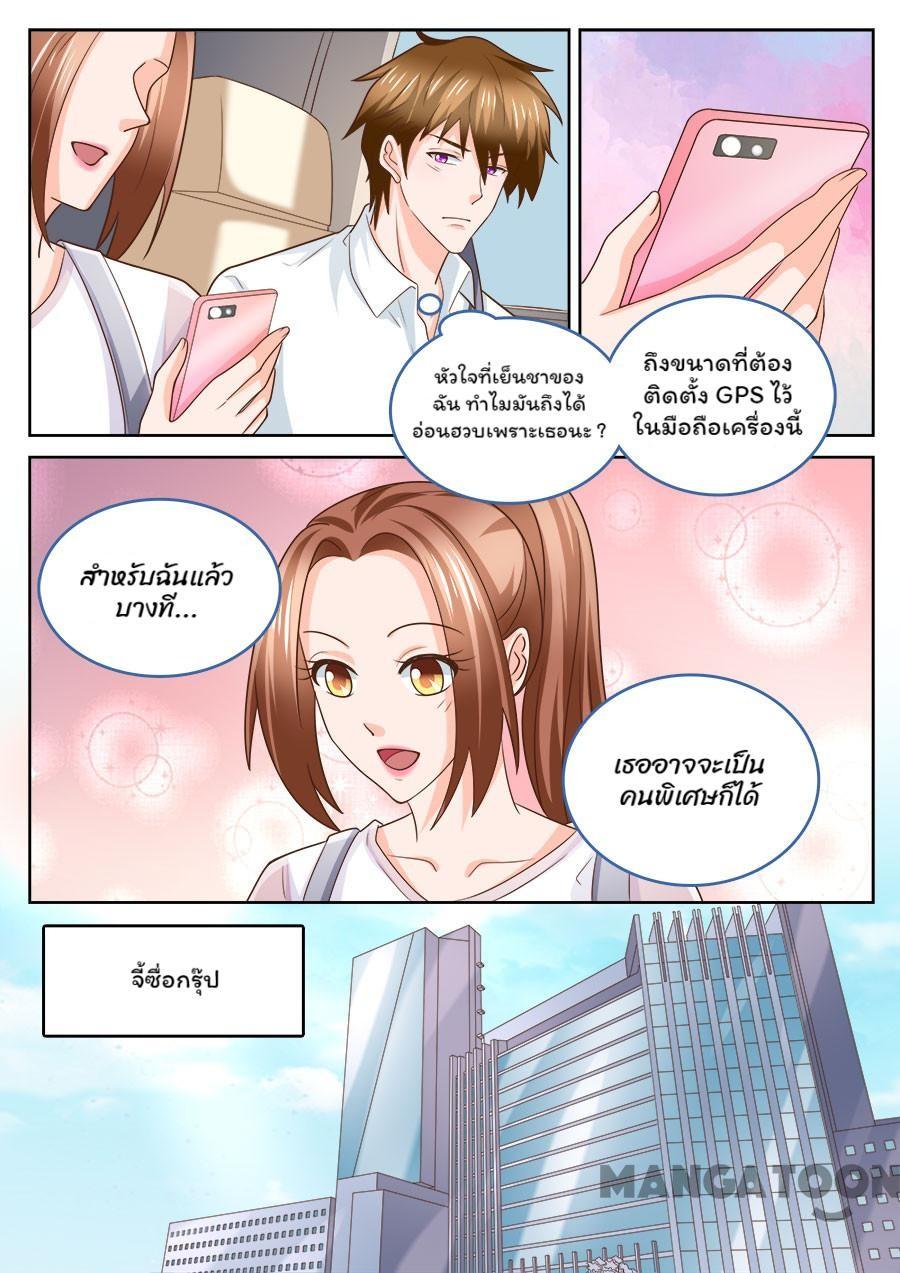 หัวใจที่เย็นชาของ
ฉัน ทำไมมันถึงได้
อ่อนฮวบเพราะเธอนะ ?
ถึงขนาดที่ต้อง
ติดตั้ง GPS ไว้
ในมือถือเครื่องนี้
สำหรับฉันแล้ว
บางที...
เธออาจจะเป็น
คนพิเศษก็ได้
จี้ซื่อกรุ๊ป
MANGATOON